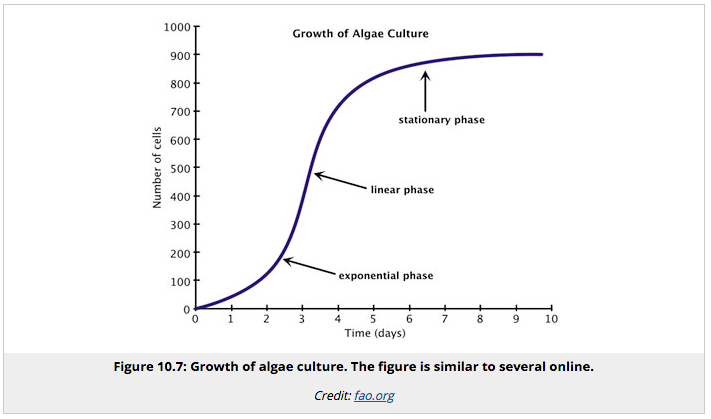 Growth of Algae Culture
1000
900
800
700
600
500
400
300
200
100
0
Number of cells
stationary phase
linear phase
exponential phase
0 1 2 3 4 5 6 7 8 9 10
Time (days)
Figure 10.7: Growth of algae culture. The figure is similar to several online.
Credit: fao.org